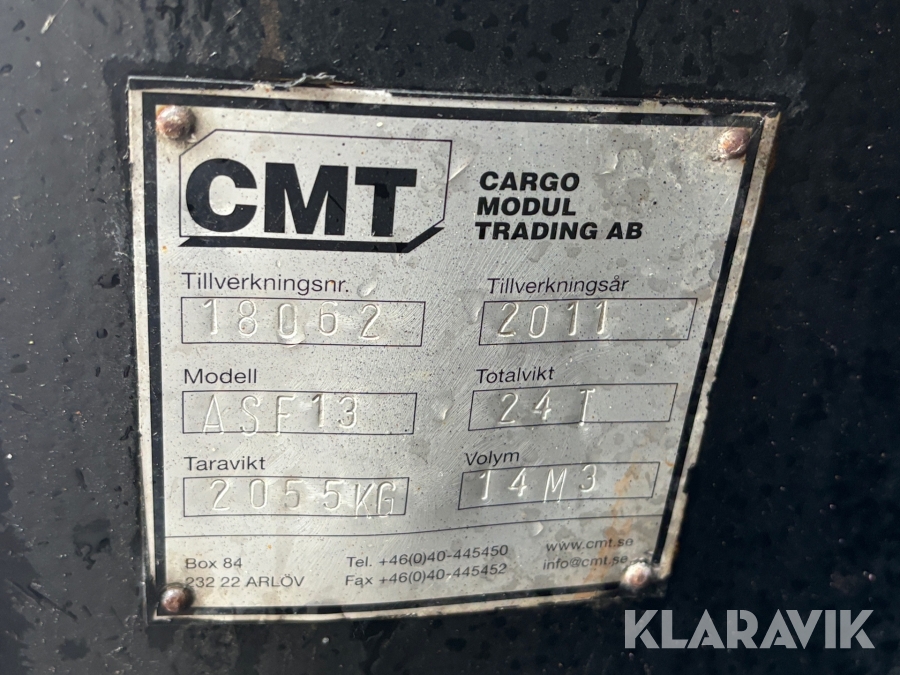 CMT
CARGO
MODUL
TRADING AB
Tillverkningsnr.
18062
Tillverkningsår
2011
Modell
ASF13
Totalvikt
24 T
Taravikt
2055KG
Volym
14M3
Box 84
232 22 ARLÖV
Tel. +46(0)40-445450
Fax +46(0)40-445452
www.cmt.se
info@cmt.se
KLARAVIK